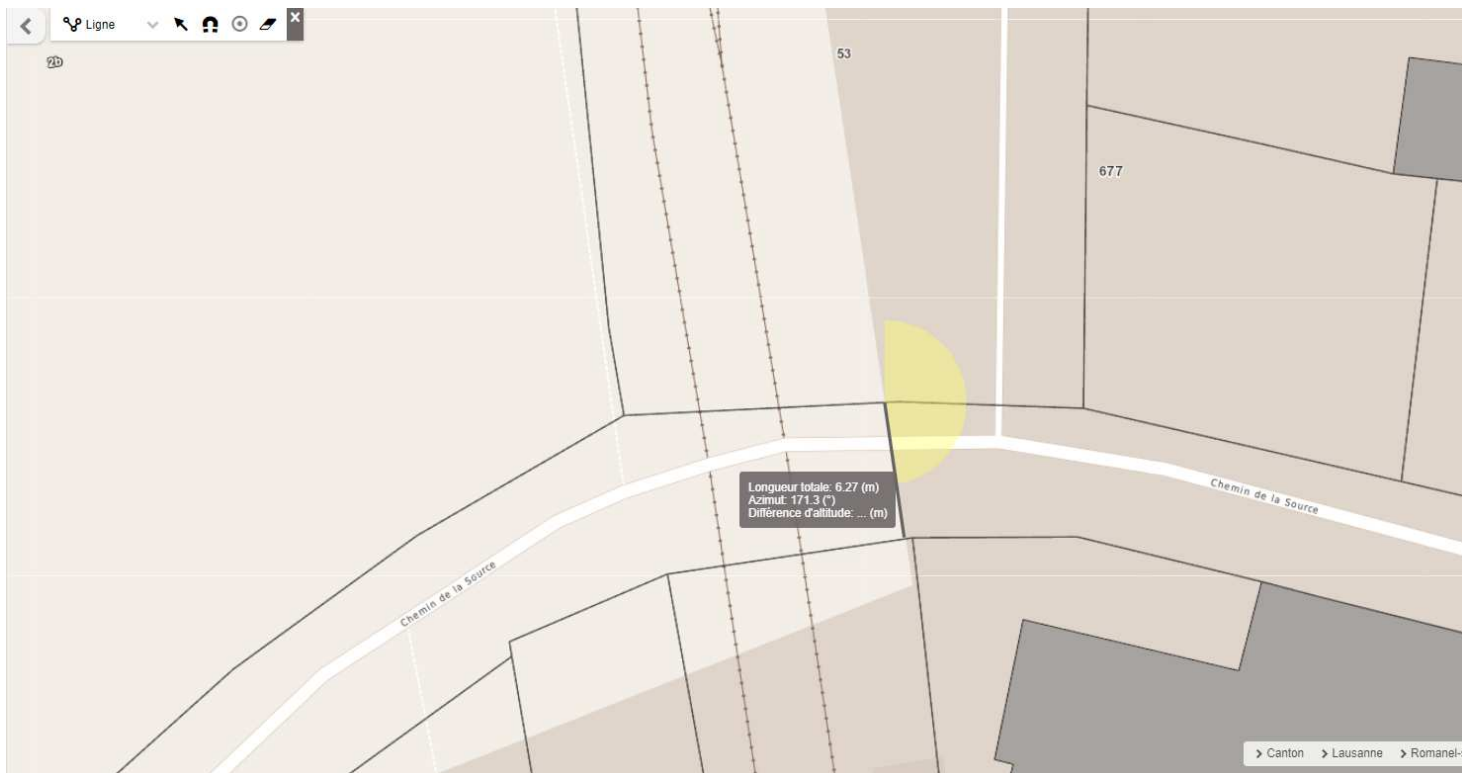 Ligne
2b
53
677
Longueur totale: 6.27 (m)
Azimut: 171.3 (°)
Différence d'altitude: ... (m)
Chemin de la Source
Chemin de la Source
Canton
Lausanne
Romanel-s